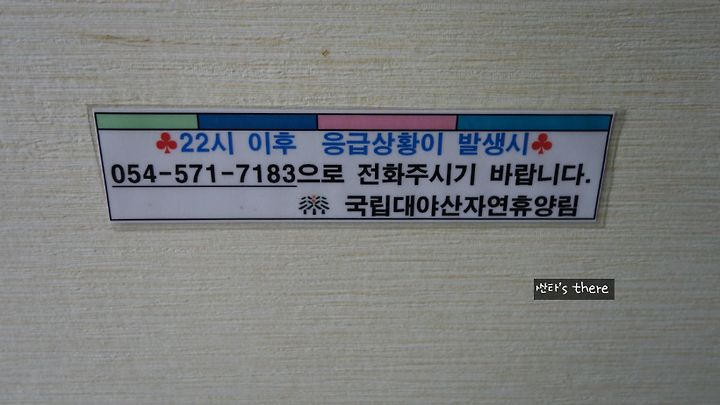 ♣22시 이후 응급상황이 발생시♣
054-571-7183으로 전화주시기 바랍니다.
국립대야산자연휴양림
산타's there